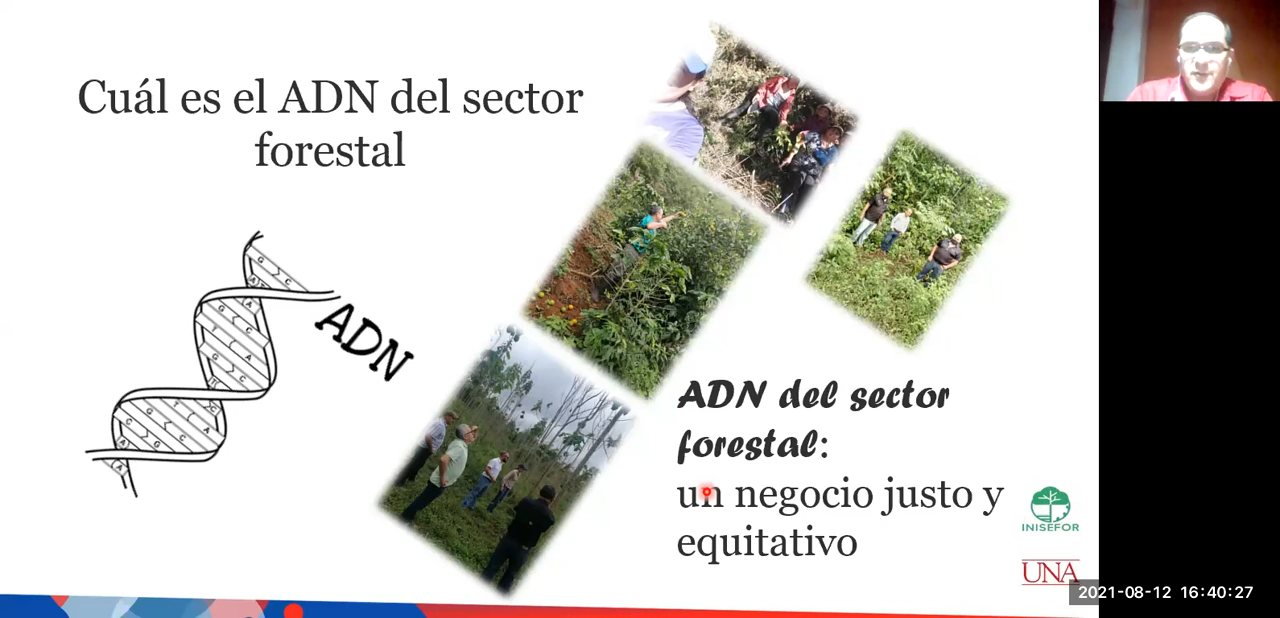 Cuál es el ADN del sector
forestal
ADN
ADN del sector
forestal:
un negocio justo y
equitativo
INISEFOR
UNA
2021-08-12 16:40:27